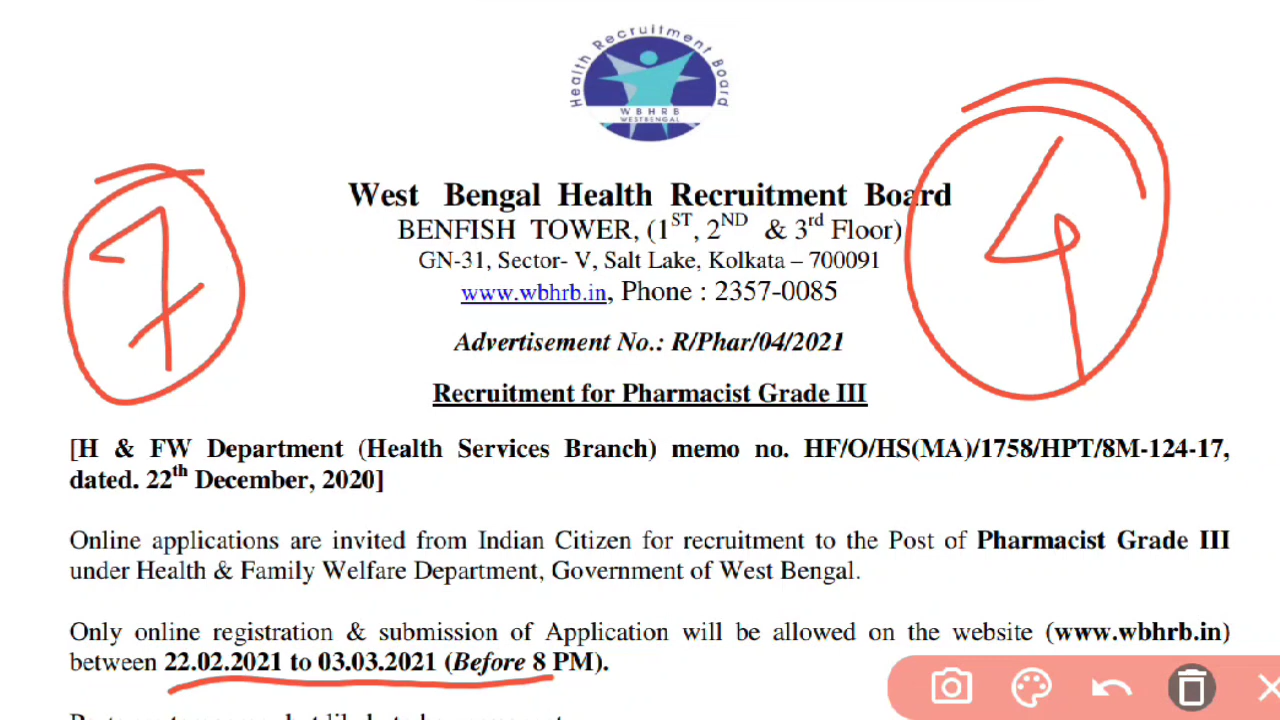 Health Recruitment Board
W B H R B
WESTBENGAL
West Bengal Health Recruitment Board
BENFISH TOWER, (1ST, 2ND & 3rd Floor)
GN-31, Sector- V, Salt Lake, Kolkata – 700091
www.wbhrb.in, Phone : 2357-0085
7
4
Advertisement No.: R/Phar/04/2021
Recruitment for Pharmacist Grade III
[H & FW Department (Health Services Branch) memo no. HF/O/HS(MA)/1758/HPT/8M-124-17,
dated. 22th December, 2020]
Online applications are invited from Indian Citizen for recruitment to the Post of Pharmacist Grade III
under Health & Family Welfare Department, Government of West Bengal.
Only online registration & submission of Application will be allowed on the website (www.wbhrb.in)
between 22.02.2021 to 03.03.2021 (Before 8 PM).